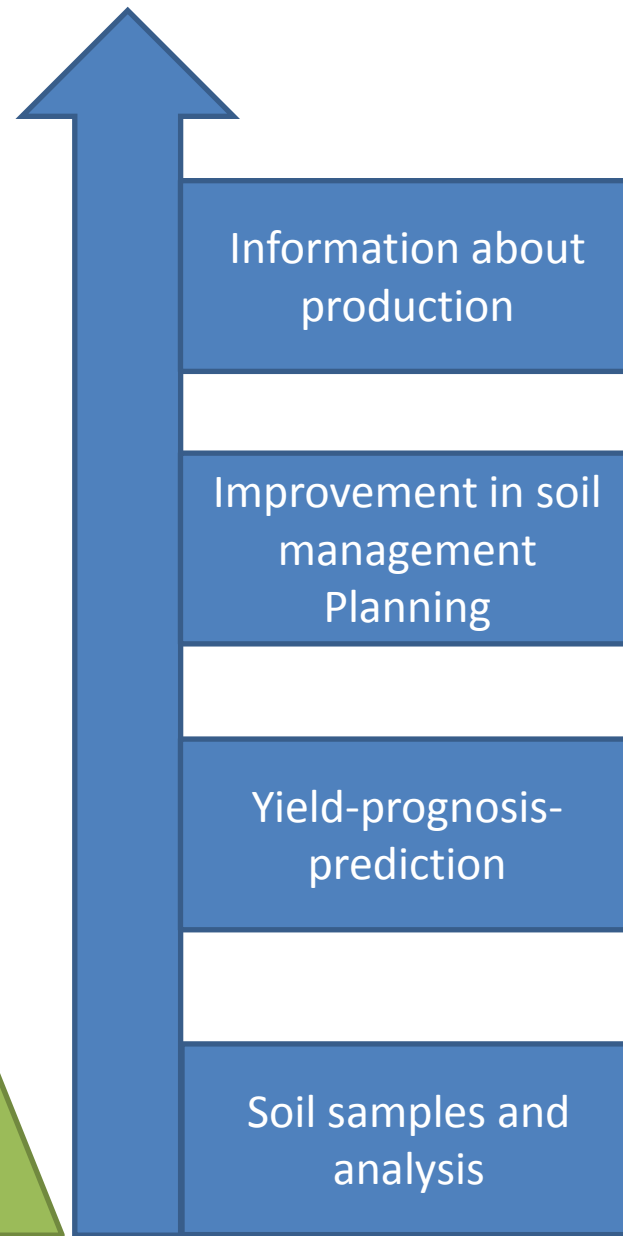 Information about
production
Improvement in soil
management
Planning
Yield-prognosis-
prediction
Soil samples and
analysis